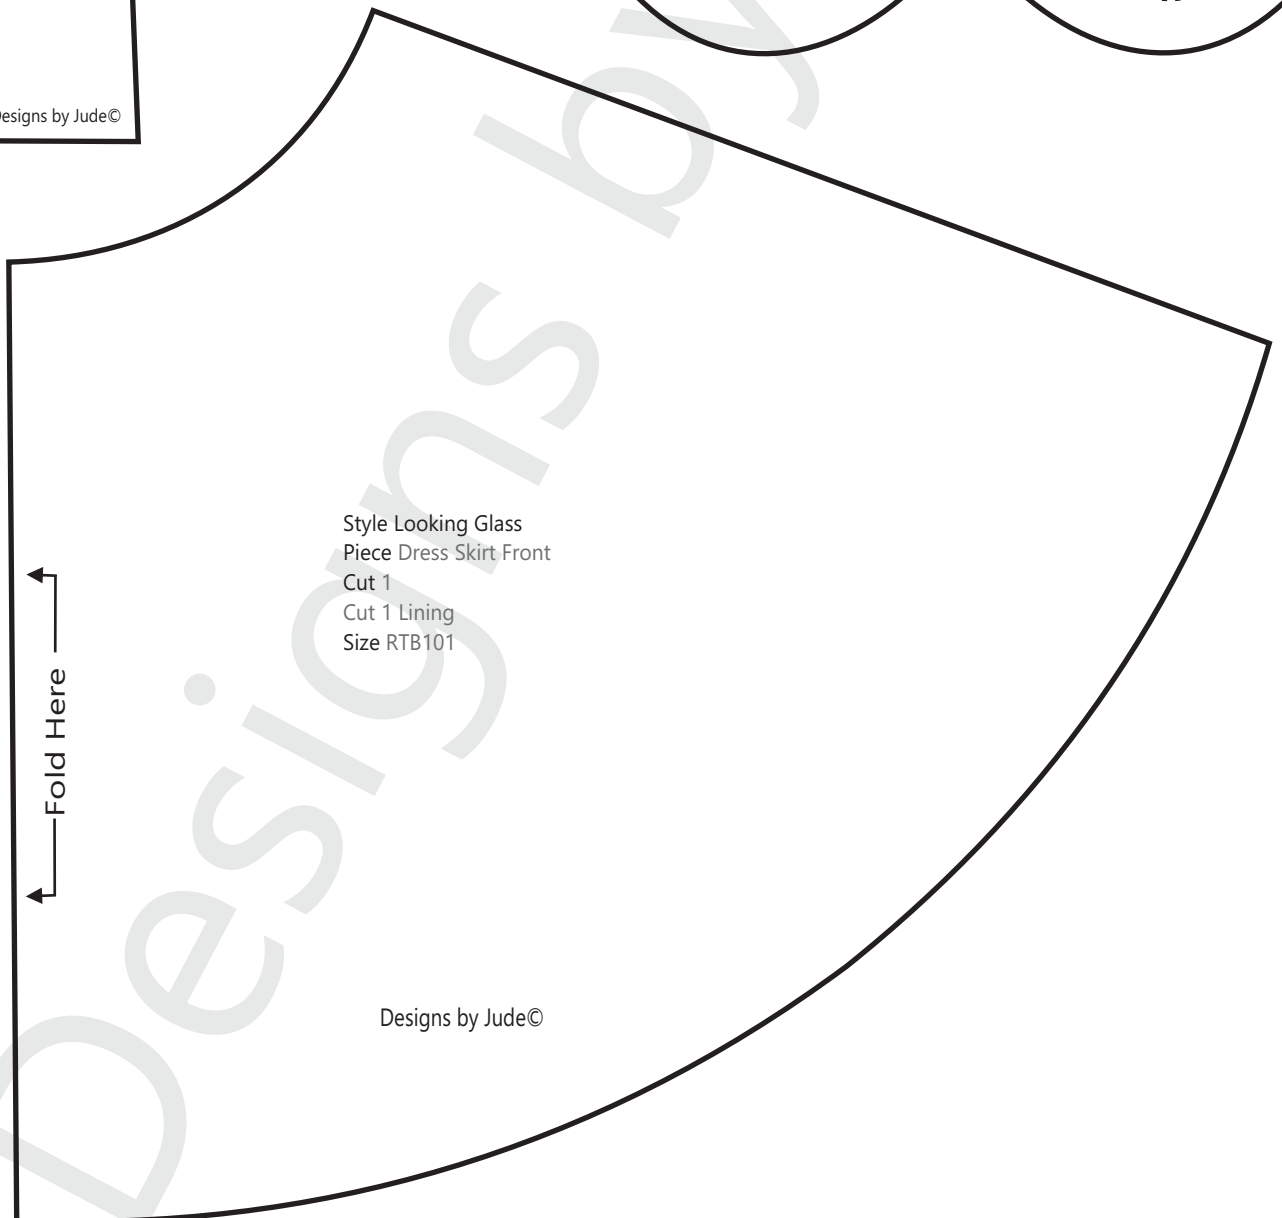 esigns by Jude©
Style Looking Glass
Piece Dress Skirt Front
Cut 1
Cut 1 Lining
Size RTB101
Fold Here
Designs by Jude©
Designs by